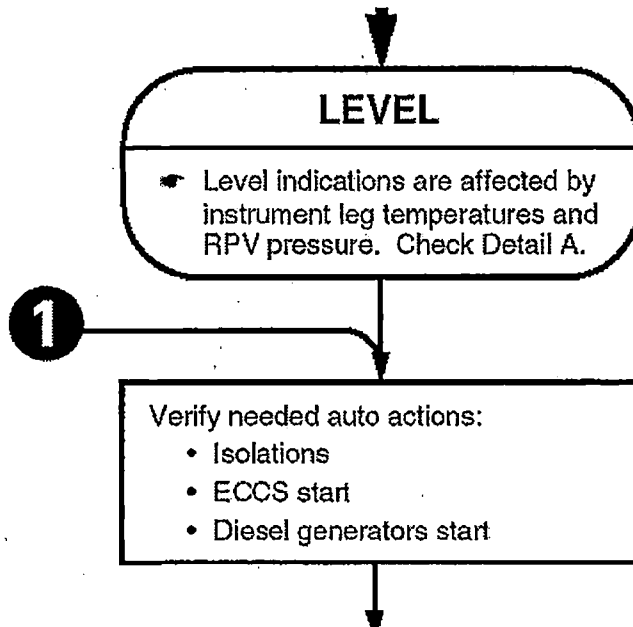 LEVEL
☛ Level indications are affected by
instrument leg temperatures and
RPV pressure. Check Detail A.
1
Verify needed auto actions:
• Isolations
• ECCS start
• Diesel generators start